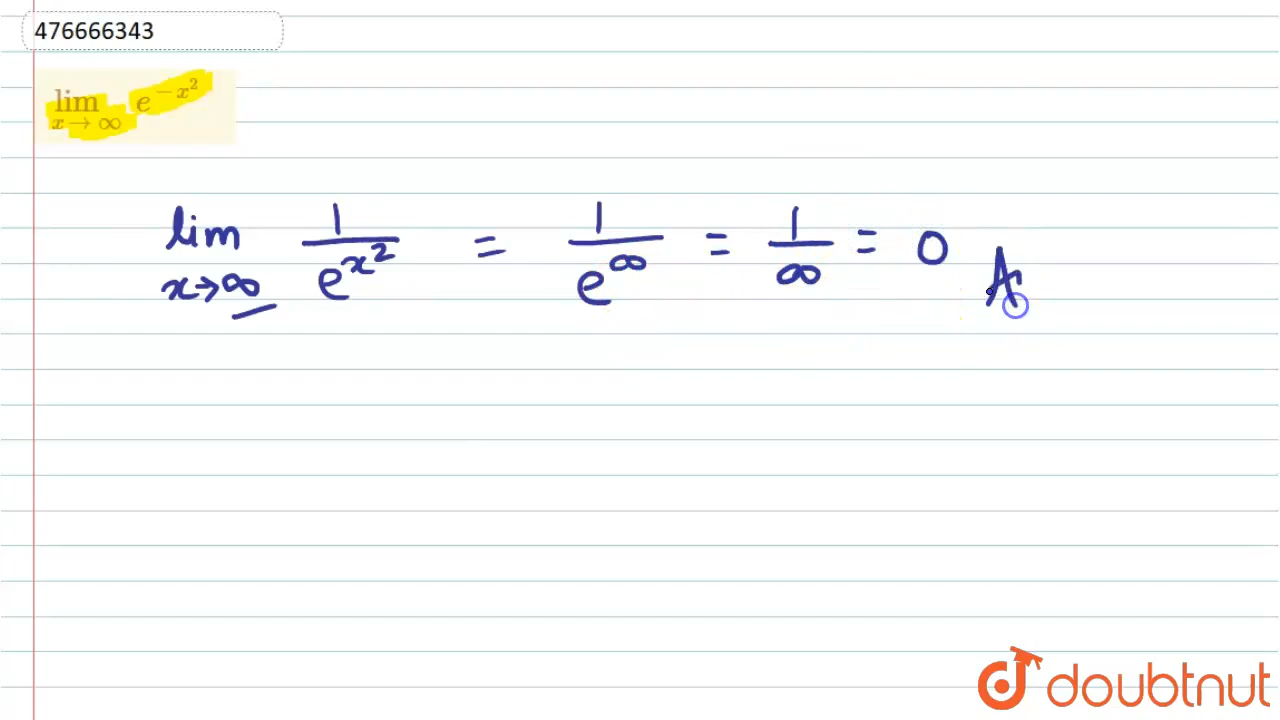 476666343
lim e^{-x^2}
x→∞
lim 1/e^{x^2} = 1/e^∞ = 1/∞ = 0 A
x→∞
doubtnut